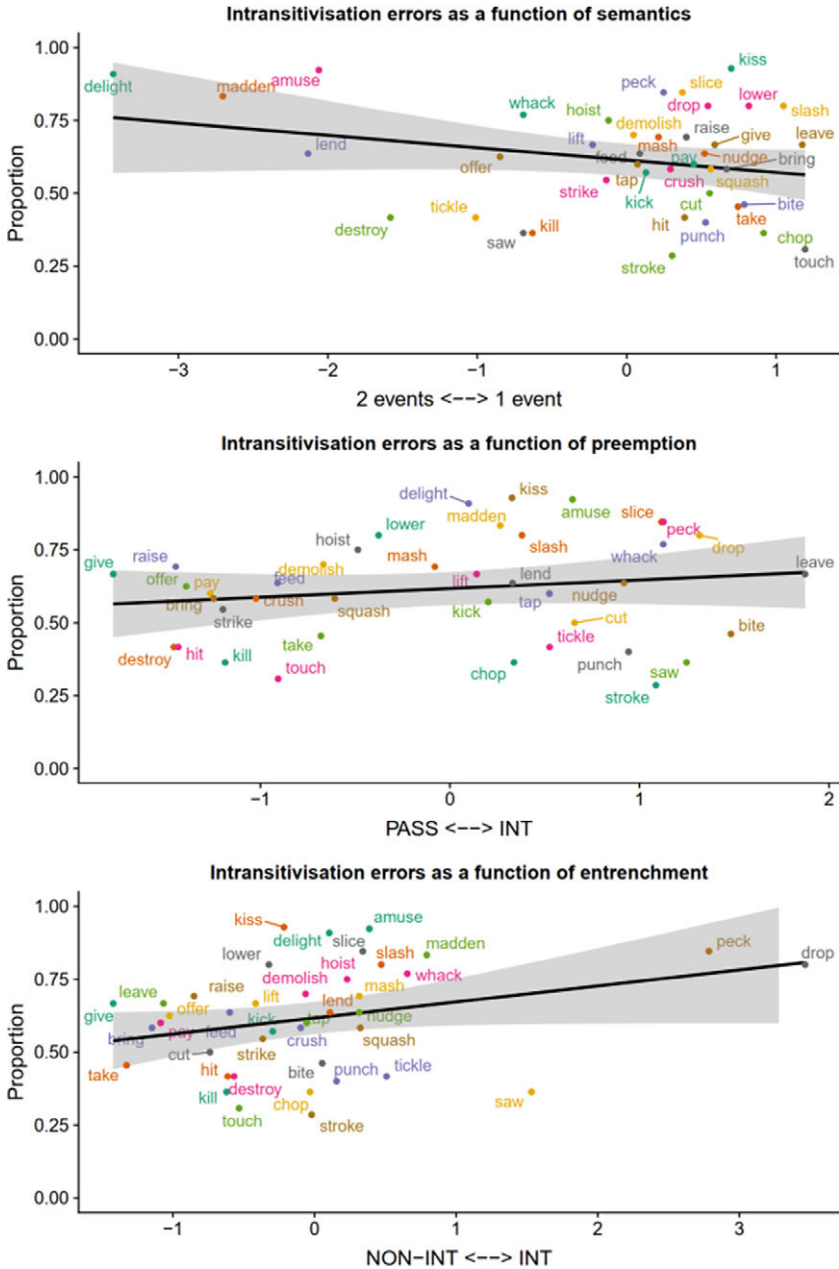 Intransitivisation errors as a function of semantics
1.00
0.75
0.50
0.25
0.00
Proportion
delight
madden
amuse
lend
destroy
tickle
offer
whack
saw
kill
hoist
lift
strike
peck
slice
kiss
drop
lower
slash
demolish
mash
raise
give
leave
feed
pay
nudge
bring
tap
kick
crush
squash
cut
hit
punch
take
bite
chop
stroke
touch
−3
−2
−1
0
1
2 events <−−> 1 event
Intransitivisation errors as a function of preemption
1.00
0.75
0.50
0.25
0.00
Proportion
give
raise
offer
pay
bring
strike
crush
feed
demolish
hoist
lower
squash
mash
destroy
hit
kill
take
touch
delight
madden
kiss
slash
amuse
slice
peck
drop
whack
leave
lift
lend
kick
tap
nudge
cut
tickle
bite
chop
punch
saw
stroke
−1
0
1
2
PASS <−−> INT
Intransitivisation errors as a function of entrenchment
1.00
0.75
0.50
0.25
0.00
Proportion
kiss
amuse
delight
slice
madden
lower
hoist
slash
whack
demolish
mash
peck
drop
leave
raise
give
offer
lift
lend
bring
pay
feed
kick
tap
nudge
crush
squash
cut
strike
take
hit
destroy
bite
punch
tickle
kill
chop
saw
touch
stroke
−1
0
1
2
3
NON−INT <−−> INT